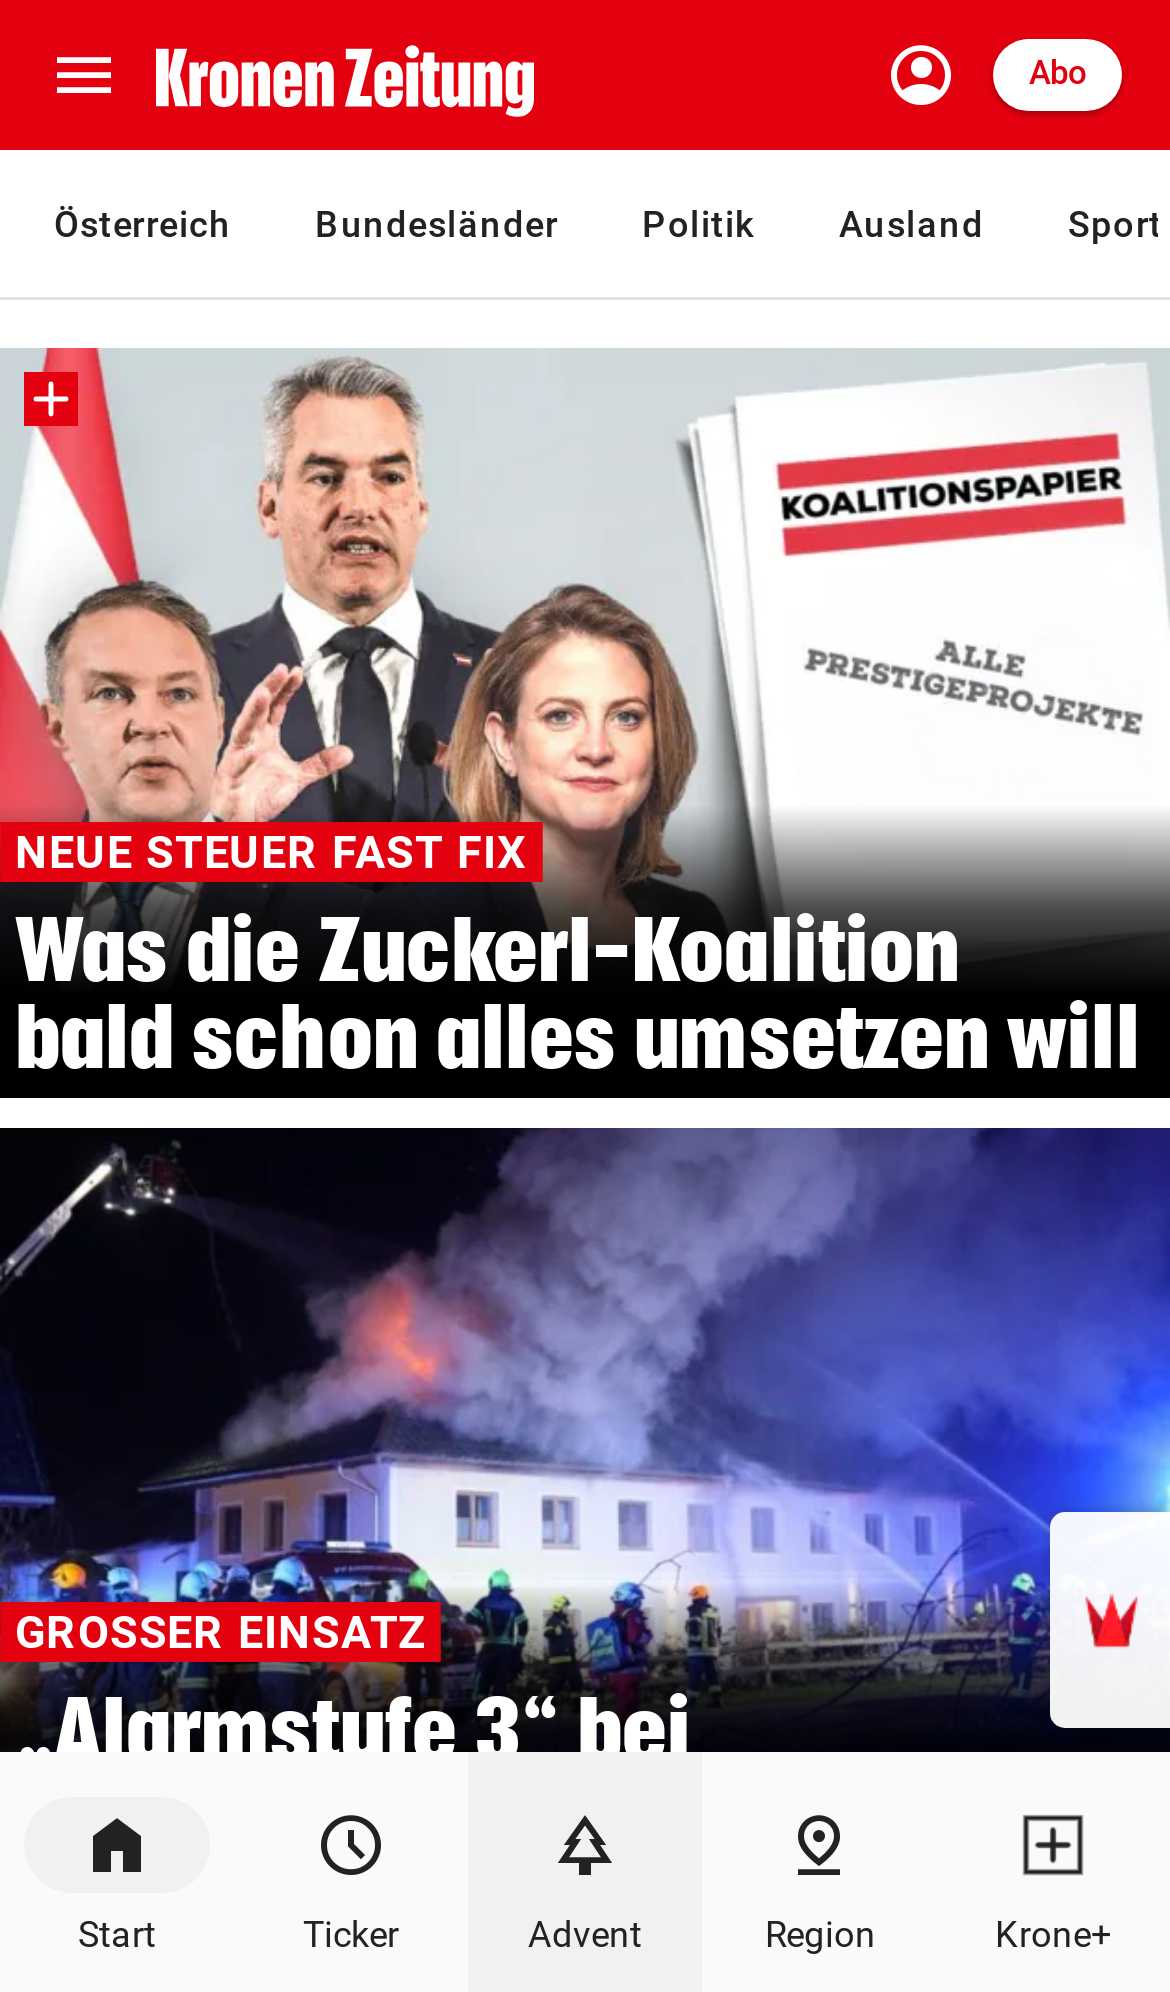 Kronen Zeitung
Abo
Österreich Bundesländer Politik Ausland Sport
KOALITIONSPAPIER
ALLE
PRESTIGEPROJEKTE
NEUE STEUER FAST FIX
Was die Zuckerl-Koalition
bald schon alles umsetzen will
GROSSER EINSATZ
„Alarmstufe 3“ bei
Start Ticker Advent Region Krone+